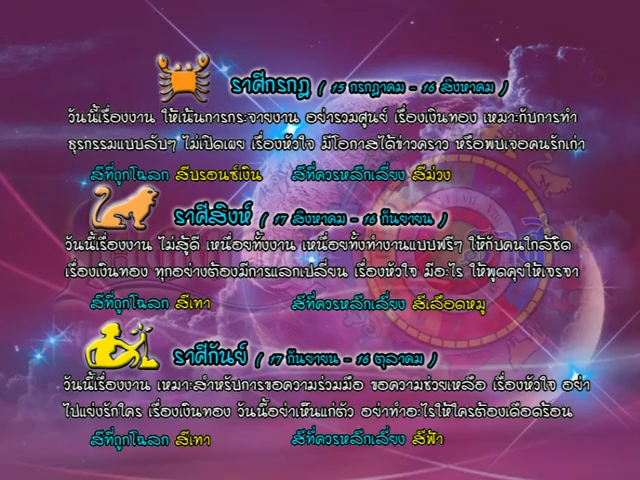 ราศีกรกฎ ( 15 กรกฎาคม - 16 สิงหาคม )
วันนี้เรื่องงาน ให้เน้นการกระจายงาน อย่ารวมศูนย์ เรื่องเงินทอง เหมาะกับการทำ
ธุรกรรมแบบลับๆ ไม่เปิดเผย เรื่องหัวใจ มีโอกาสได้ข่าวคราว หรือพบเจอคนรักเก่า
สีที่ถูกโฉลก สีบรอนซ์เงิน สีที่ควรหลีกเลี่ยง สีม่วง
ราศีสิงห์ ( 17 สิงหาคม - 16 กันยายน )
วันนี้เรื่องงาน ไม่สู้ดี เหนื่อยทั้งงาน เหนื่อยทั้งทำงานแบบฟรีๆ ให้กับคนใกล้ชิด
เรื่องเงินทอง ทุกอย่างต้องมีการแลกเปลี่ยน เรื่องหัวใจ มีอะไร ให้พูดคุยให้เจรจา
สีที่ถูกโฉลก สีเทา สีที่ควรหลีกเลี่ยง สีเลือดหมู
ราศีกันย์ ( 17 กันยายน - 16 ตุลาคม )
วันนี้เรื่องงาน เหมาะสำหรับการขอความร่วมมือ ขอความช่วยเหลือ เรื่องหัวใจ อย่า
ไปแย่งรักใคร เรื่องเงินทอง วันนี้อย่าเห็นแก่ตัว อย่าทำอะไรให้ใครต้องเดือดร้อน
สีที่ถูกโฉลก สีเทา สีที่ควรหลีกเลี่ยง สีฟ้า